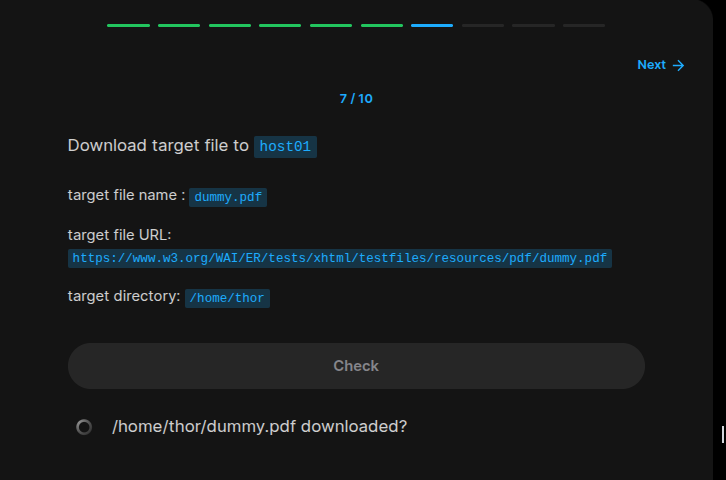 Next →
7 / 10
Download target file to host01
target file name : dummy.pdf
target file URL:
https://www.w3.org/WAI/ER/tests/xhtml/testfiles/resources/pdf/dummy.pdf
target directory: /home/thor
Check
/home/thor/dummy.pdf downloaded?